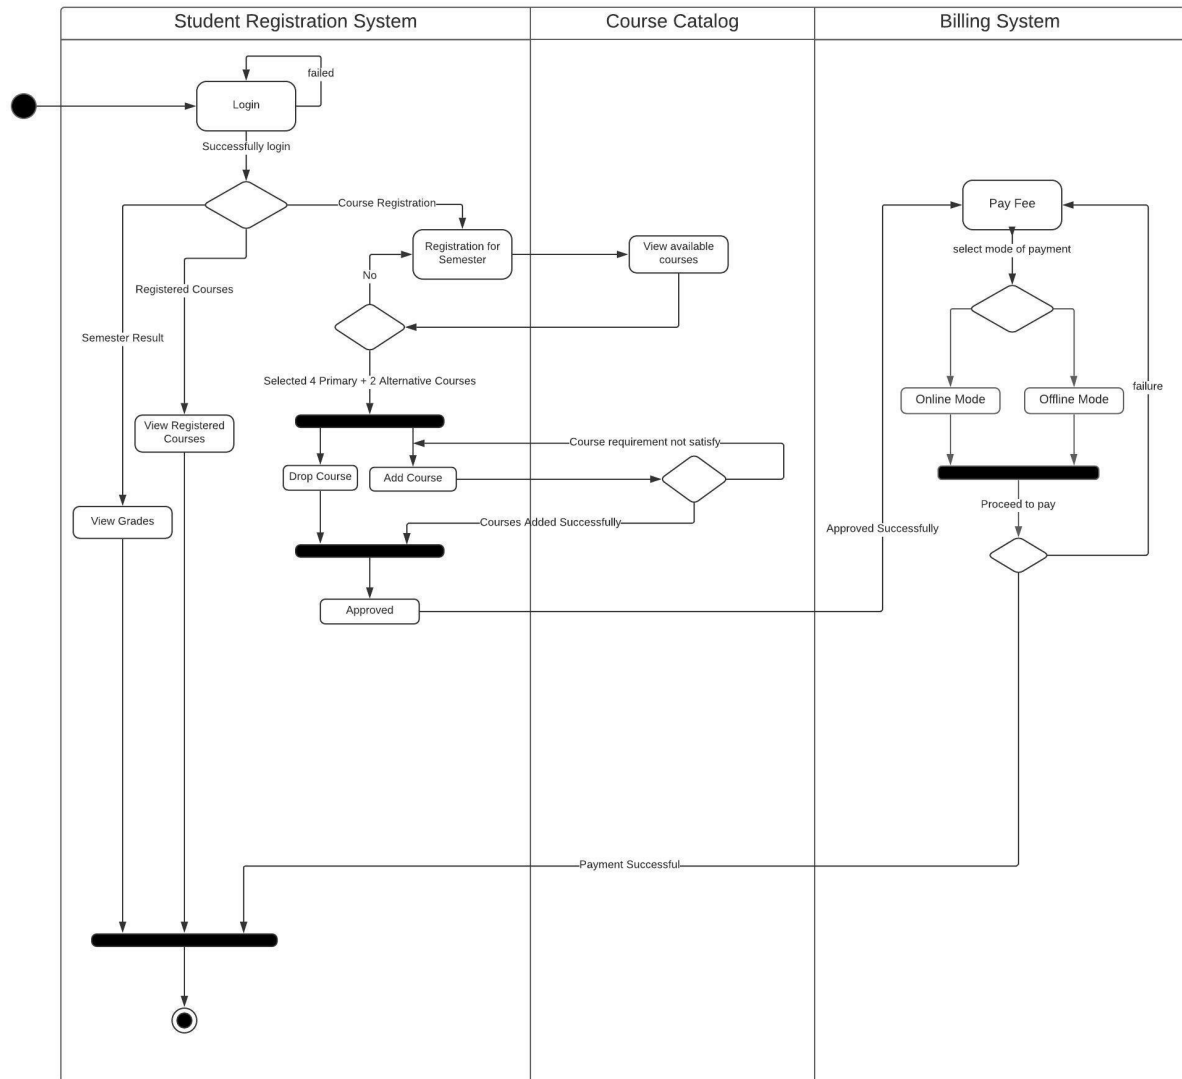 Student Registration System
Course Catalog
Billing System
failed
Login
Successfully login
Course Registration
Pay Fee
Registration for
Semester
View available
courses
select mode of payment
No
Registered Courses
Semester Result
Selected 4 Primary + 2 Alternative Courses
failure
Online Mode
Offline Mode
View Registered
Courses
Course requirement not satisfy
Drop Course
Add Course
Proceed to pay
View Grades
Courses Added Successfully
Approved Successfully
Approved
Payment Successful